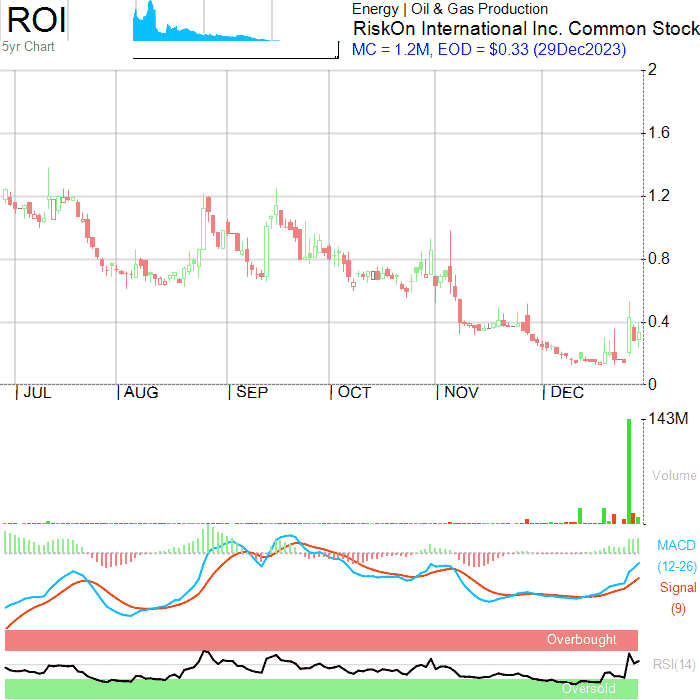 ROI
Energy | Oil & Gas Production
RiskOn International Inc. Common Stock
5yr Chart
MC = 1.2M, EOD = $0.33 (29Dec2023)
2
1.6
1.2
0.8
0.4
0
JUL AUG SEP OCT NOV DEC
143M
Volume
MACD
(12-26)
Signal
(9)
Overbought
RSI(14)
Oversold